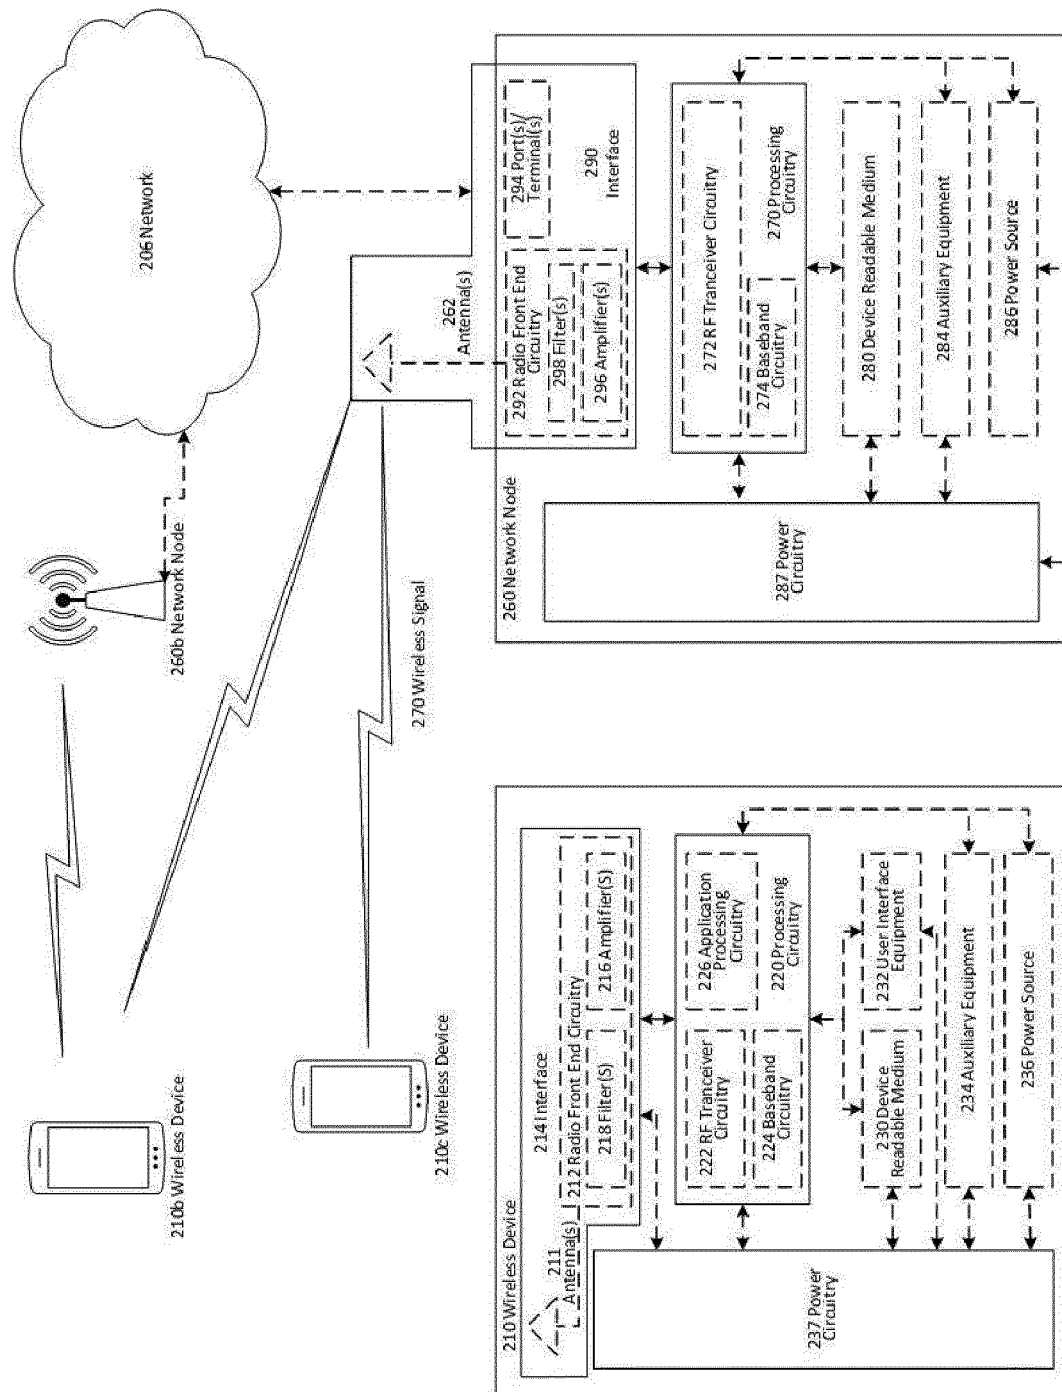 206 Network
260b Network Node
210b Wireless Device
210c Wireless Device
270 Wireless Signal
262
Antenna(s)
260 Network Node
294 Port(s)/
Terminal(s)
290
Interface
292 Radio Front End
Circuitry
298 Filter(s)
296 Amplifier(s)
272 RF Tranceiver Circuitry
274 Baseband
Circuitry
270 Processing
Circuitry
280 Device Readable Medium
284 Auxiliary Equipment
286 Power Source
287 Power
Circuitry
210 Wireless Device
211
Antenna(s)
214 Interface
212 Radio Front End Circuitry
218 Filter(S)
216 Amplifier(S)
222 RF Tranceiver
Circuitry
224 Baseband
Circuitry
226 Application
Processing
Circuitry
220 Processing
Circuitry
230 Device
Readable Medium
232 User Interface
Equipment
234 Auxiliary Equipment
236 Power Source
237 Power
Circuitry